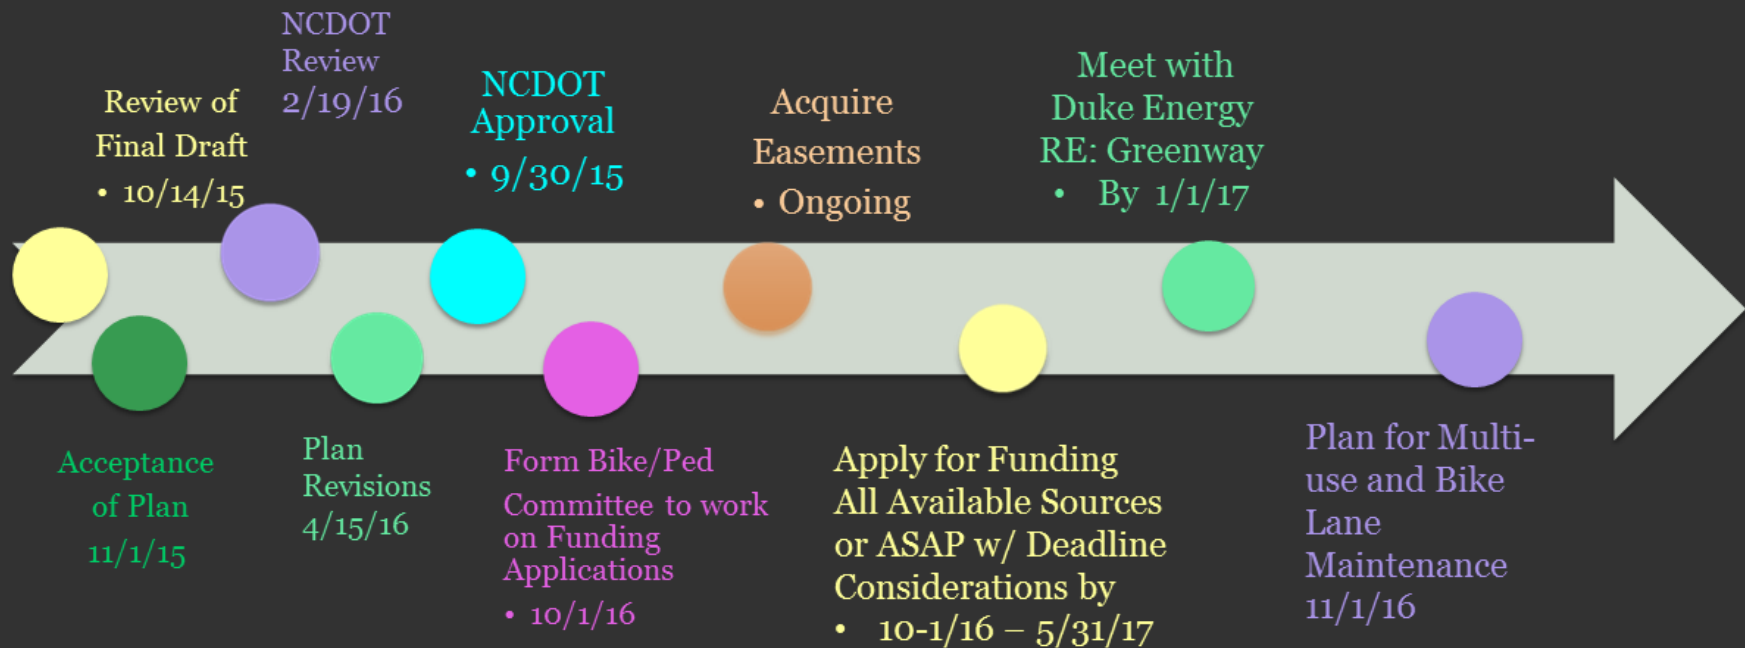 Review of
Final Draft
• 10/14/15
Acceptance
of Plan
11/1/15
NCDOT
Review
2/19/16
Plan
Revisions
4/15/16
NCDOT
Approval
• 9/30/15
Form Bike/Ped
Committee to work
on Funding
Applications
• 10/1/16
Acquire
Easements
• Ongoing
Apply for Funding
All Available Sources
or ASAP w/ Deadline
Considerations by
• 10-1/16 – 5/31/17
Meet with
Duke Energy
RE: Greenway
• By 1/1/17
Plan for Multi-
use and Bike
Lane
Maintenance
11/1/16